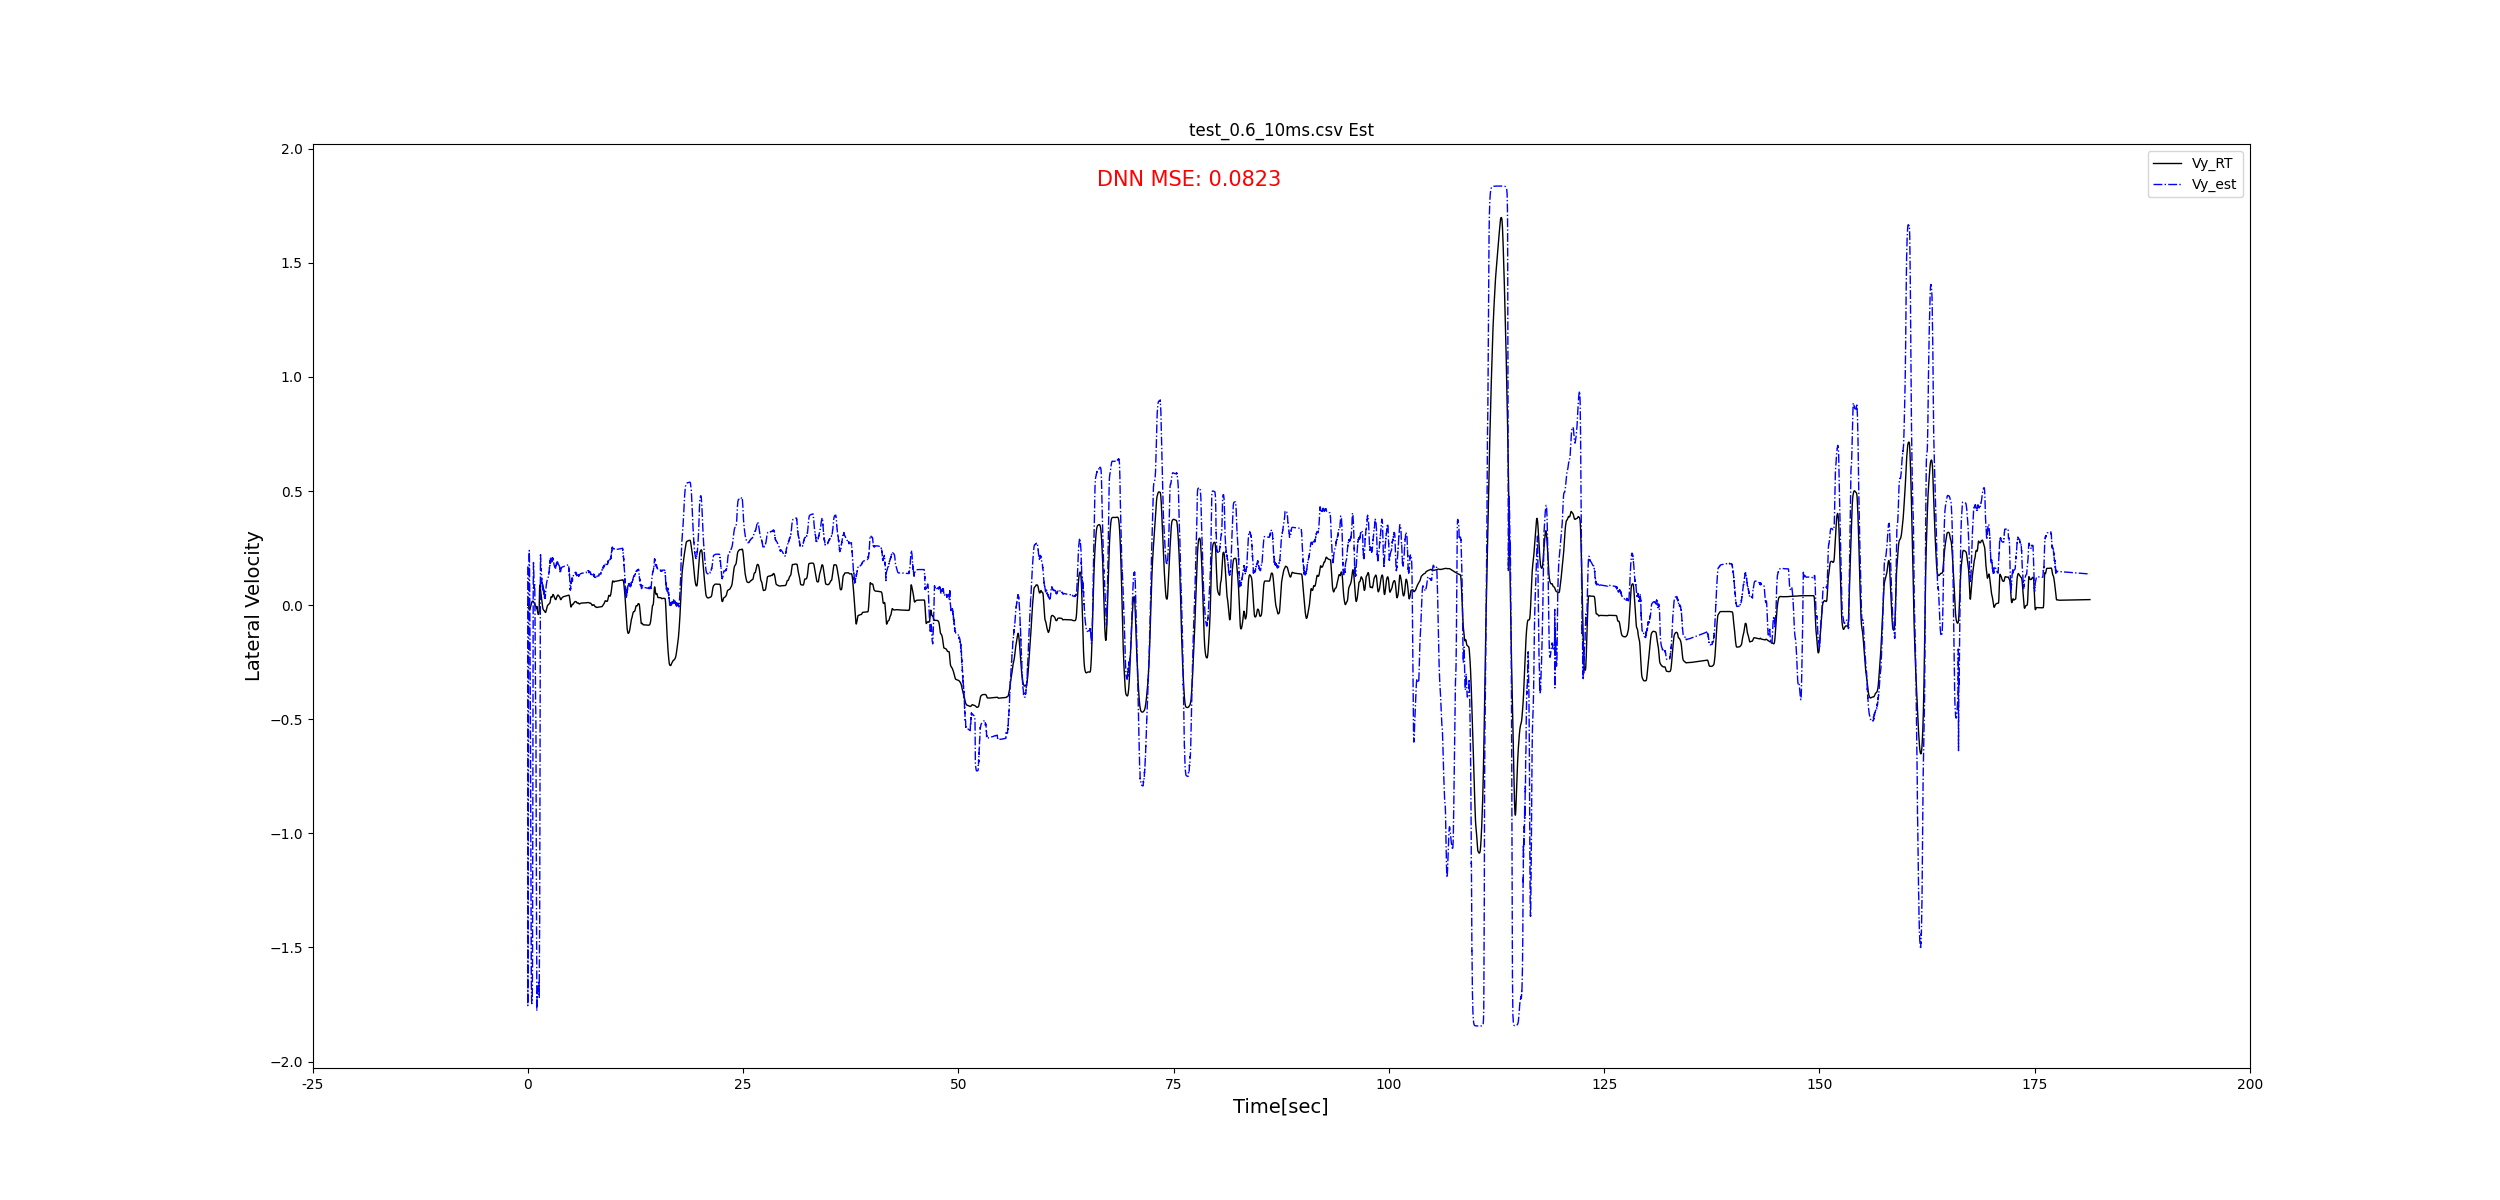 test_0.6_10ms.csv Est
DNN MSE: 0.0823
Vy_RT
Vy_est
Lateral Velocity
2.0
1.5
1.0
0.5
0.0
−0.5
−1.0
−1.5
−2.0
-25 0 25 50 75 100 125 150 175 200
Time[sec]